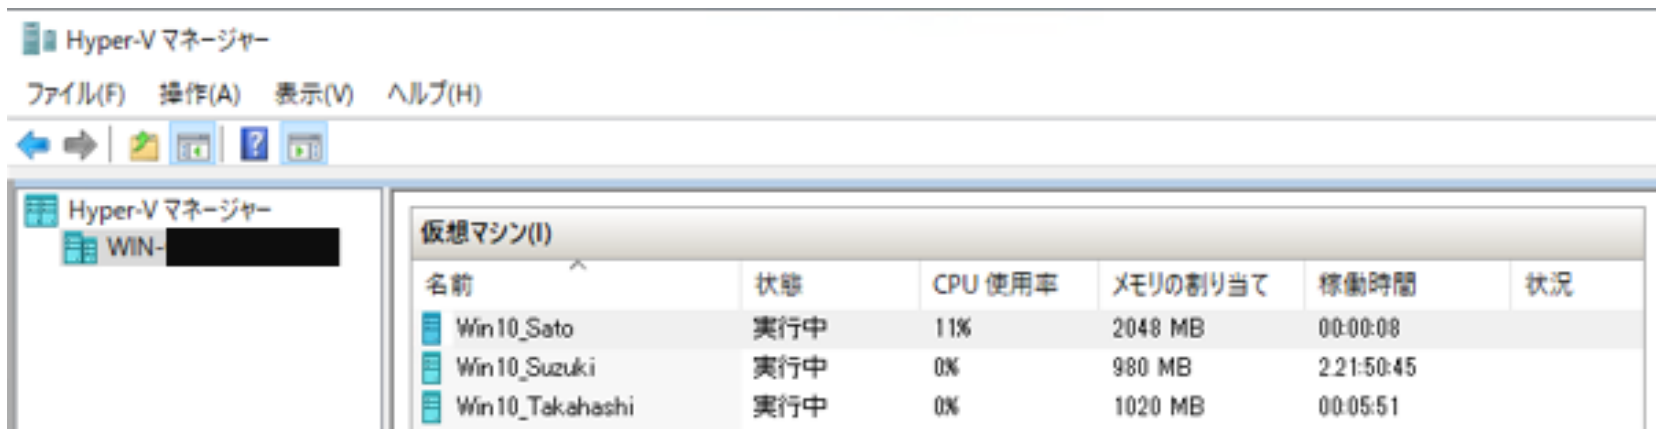 Hyper-V マネージャー
ファイル(F) 操作(A) 表示(V) ヘルプ(H)
Hyper-V マネージャー
WIN-
仮想マシン(I)
名前 状態 CPU 使用率 メモリの割り当て 稼働時間 状況
Win10_Sato 実行中 11% 2048 MB 00:00:08
Win10_Suzuki 実行中 0% 980 MB 2.21:50:45
Win10_Takahashi 実行中 0% 1020 MB 00:05:51